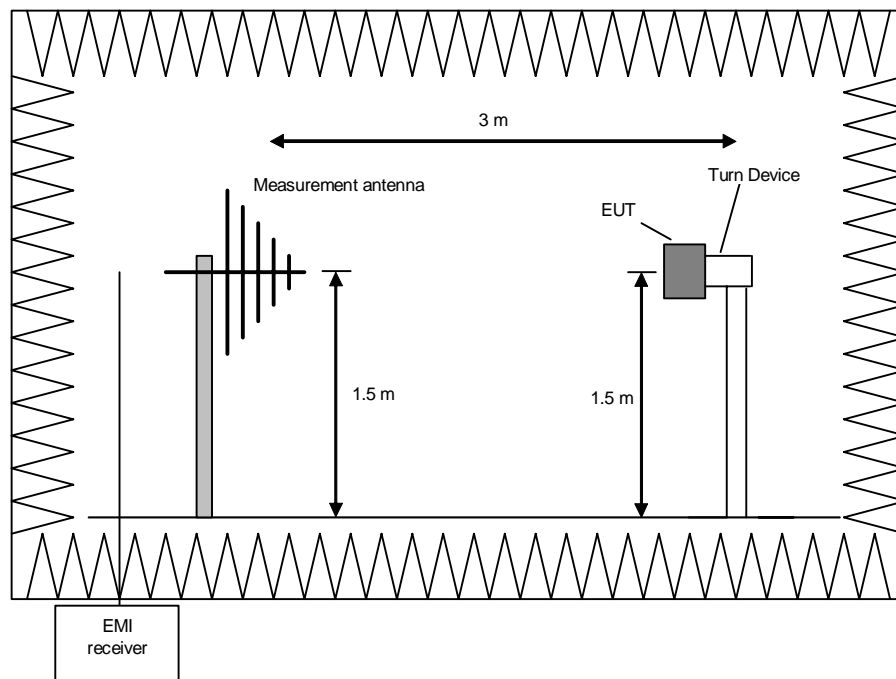 3 m
Measurement antenna
Turn Device
EUT
1.5 m
1.5 m
EMI
receiver